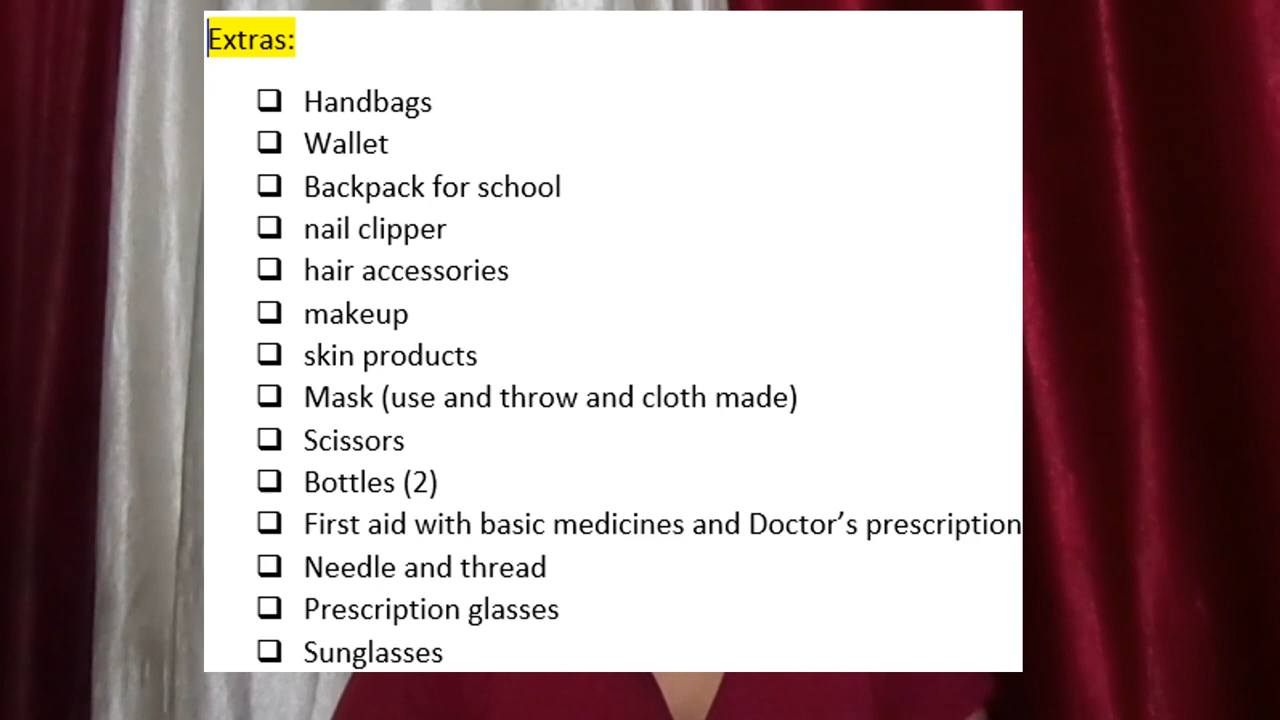 Extras:
Handbags
Wallet
Backpack for school
nail clipper
hair accessories
makeup
skin products
Mask (use and throw and cloth made)
Scissors
Bottles (2)
First aid with basic medicines and Doctor’s prescription
Needle and thread
Prescription glasses
Sunglasses